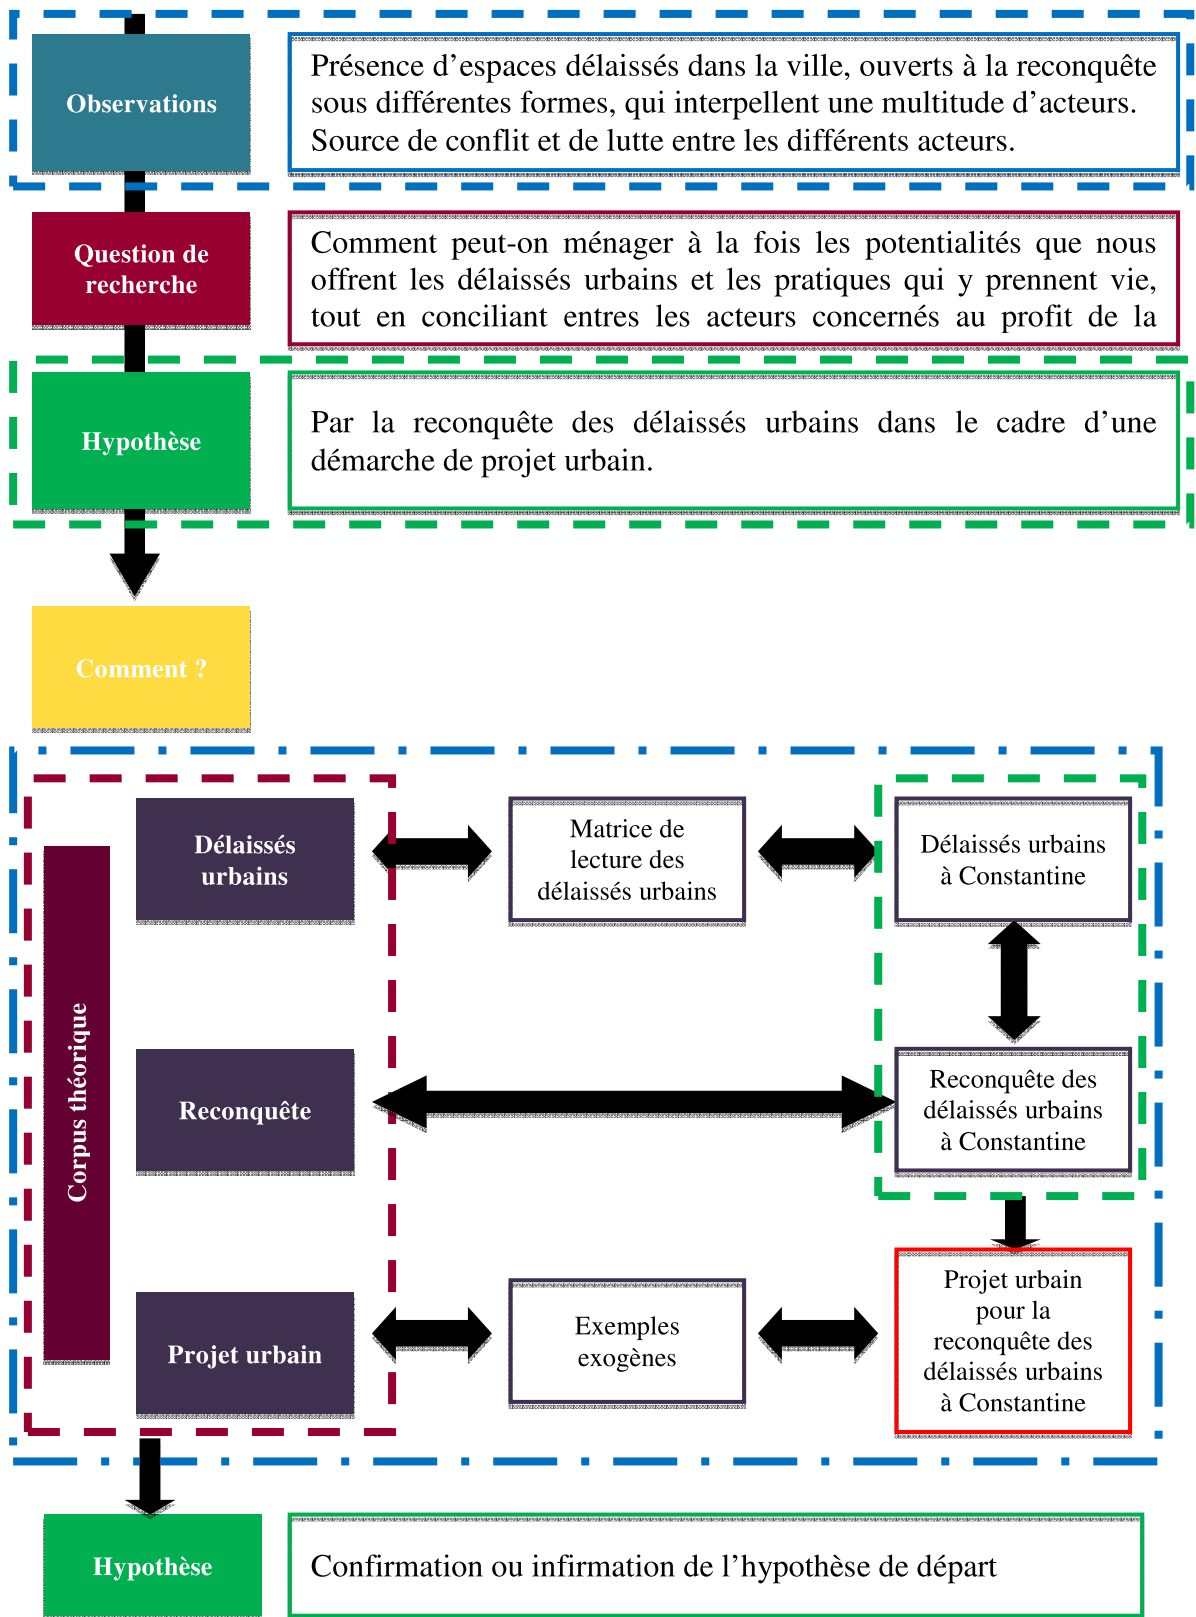 Observations
Présence d'espaces délaissés dans la ville, ouverts à la reconquête
sous différentes formes, qui interpellent une multitude d'acteurs.
Source de conflit et de lutte entre les différents acteurs.
Question de
recherche
Comment peut-on ménager à la fois les potentialités que nous
offrent les délaissés urbains et les pratiques qui y prennent vie,
tout en conciliant entres les acteurs concernés au profit de la
Hypothèse
Par la reconquête des délaissés urbains dans le cadre d'une
démarche de projet urbain.
Comment ?
Corpus théorique
Délaissés
urbains
Matrice de
lecture des
délaissés urbains
Délaissés urbains
à Constantine
Reconquête
Reconquête des
délaissés urbains
à Constantine
Projet urbain
Exemples
exogènes
Projet urbain
pour la
reconquête des
délaissés urbains
à Constantine
Hypothèse
Confirmation ou infirmation de l'hypothèse de départ